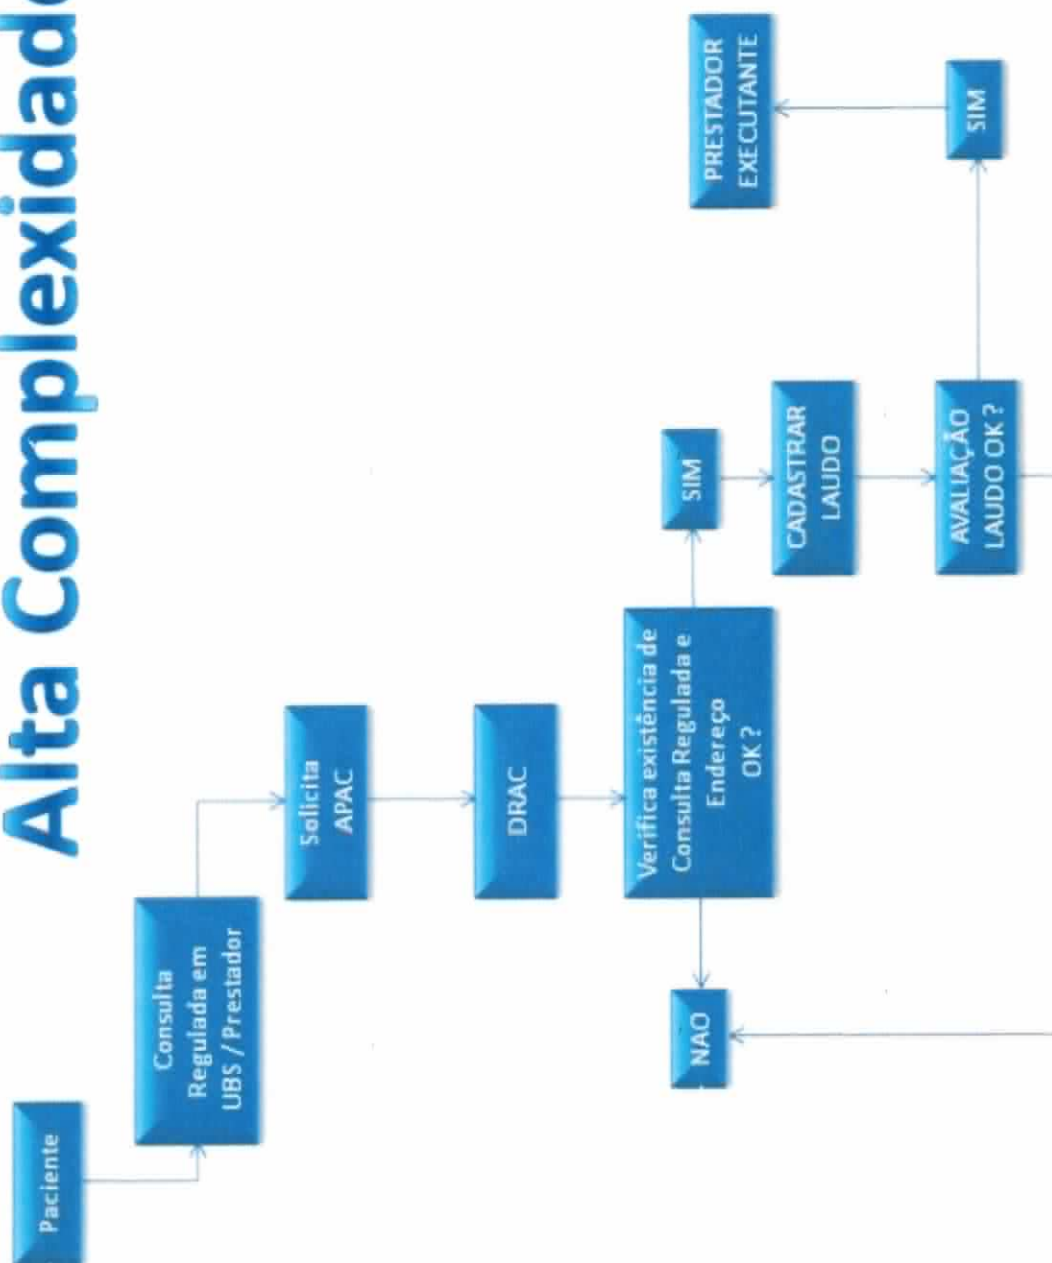 Alta Complexidade
Paciente
Consulta
Regulada em
UBS / Prestador
Solicita
APAC
DRAC
Verifica existência de
Consulta Regulada e
Endereço
OK ?
NAO
SIM
CADASTRAR
LAUDO
AVALIAÇÃO
LAUDO OK ?
SIM
PRESTADOR
EXECUTANTE